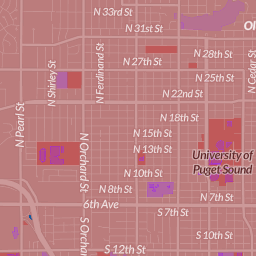 N 33rd St
N 31st St
Ol
N 28th St
N 27th St
N 25th St
N 22nd St
N Shirley St
N Ferdinand St
N Cedar St
N Pearl St
N 18th St
N 15th St
N 13th St
University of
Puget Sound
N 10th St
N Orchard St
N 8th St
N 7th St
6th Ave
S 7th St
S Orchar
S 10th St
S 12th St